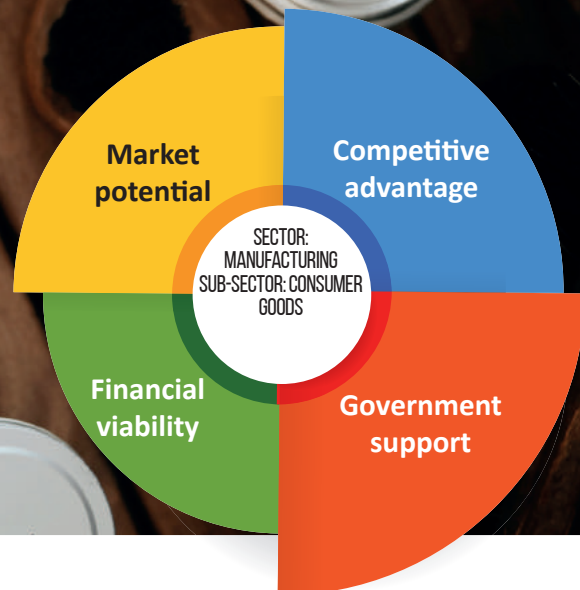 Market
potential
Competitive
advantage
SECTOR:
MANUFACTURING
SUB-SECTOR: CONSUMER
GOODS
Financial
viability
Government
support